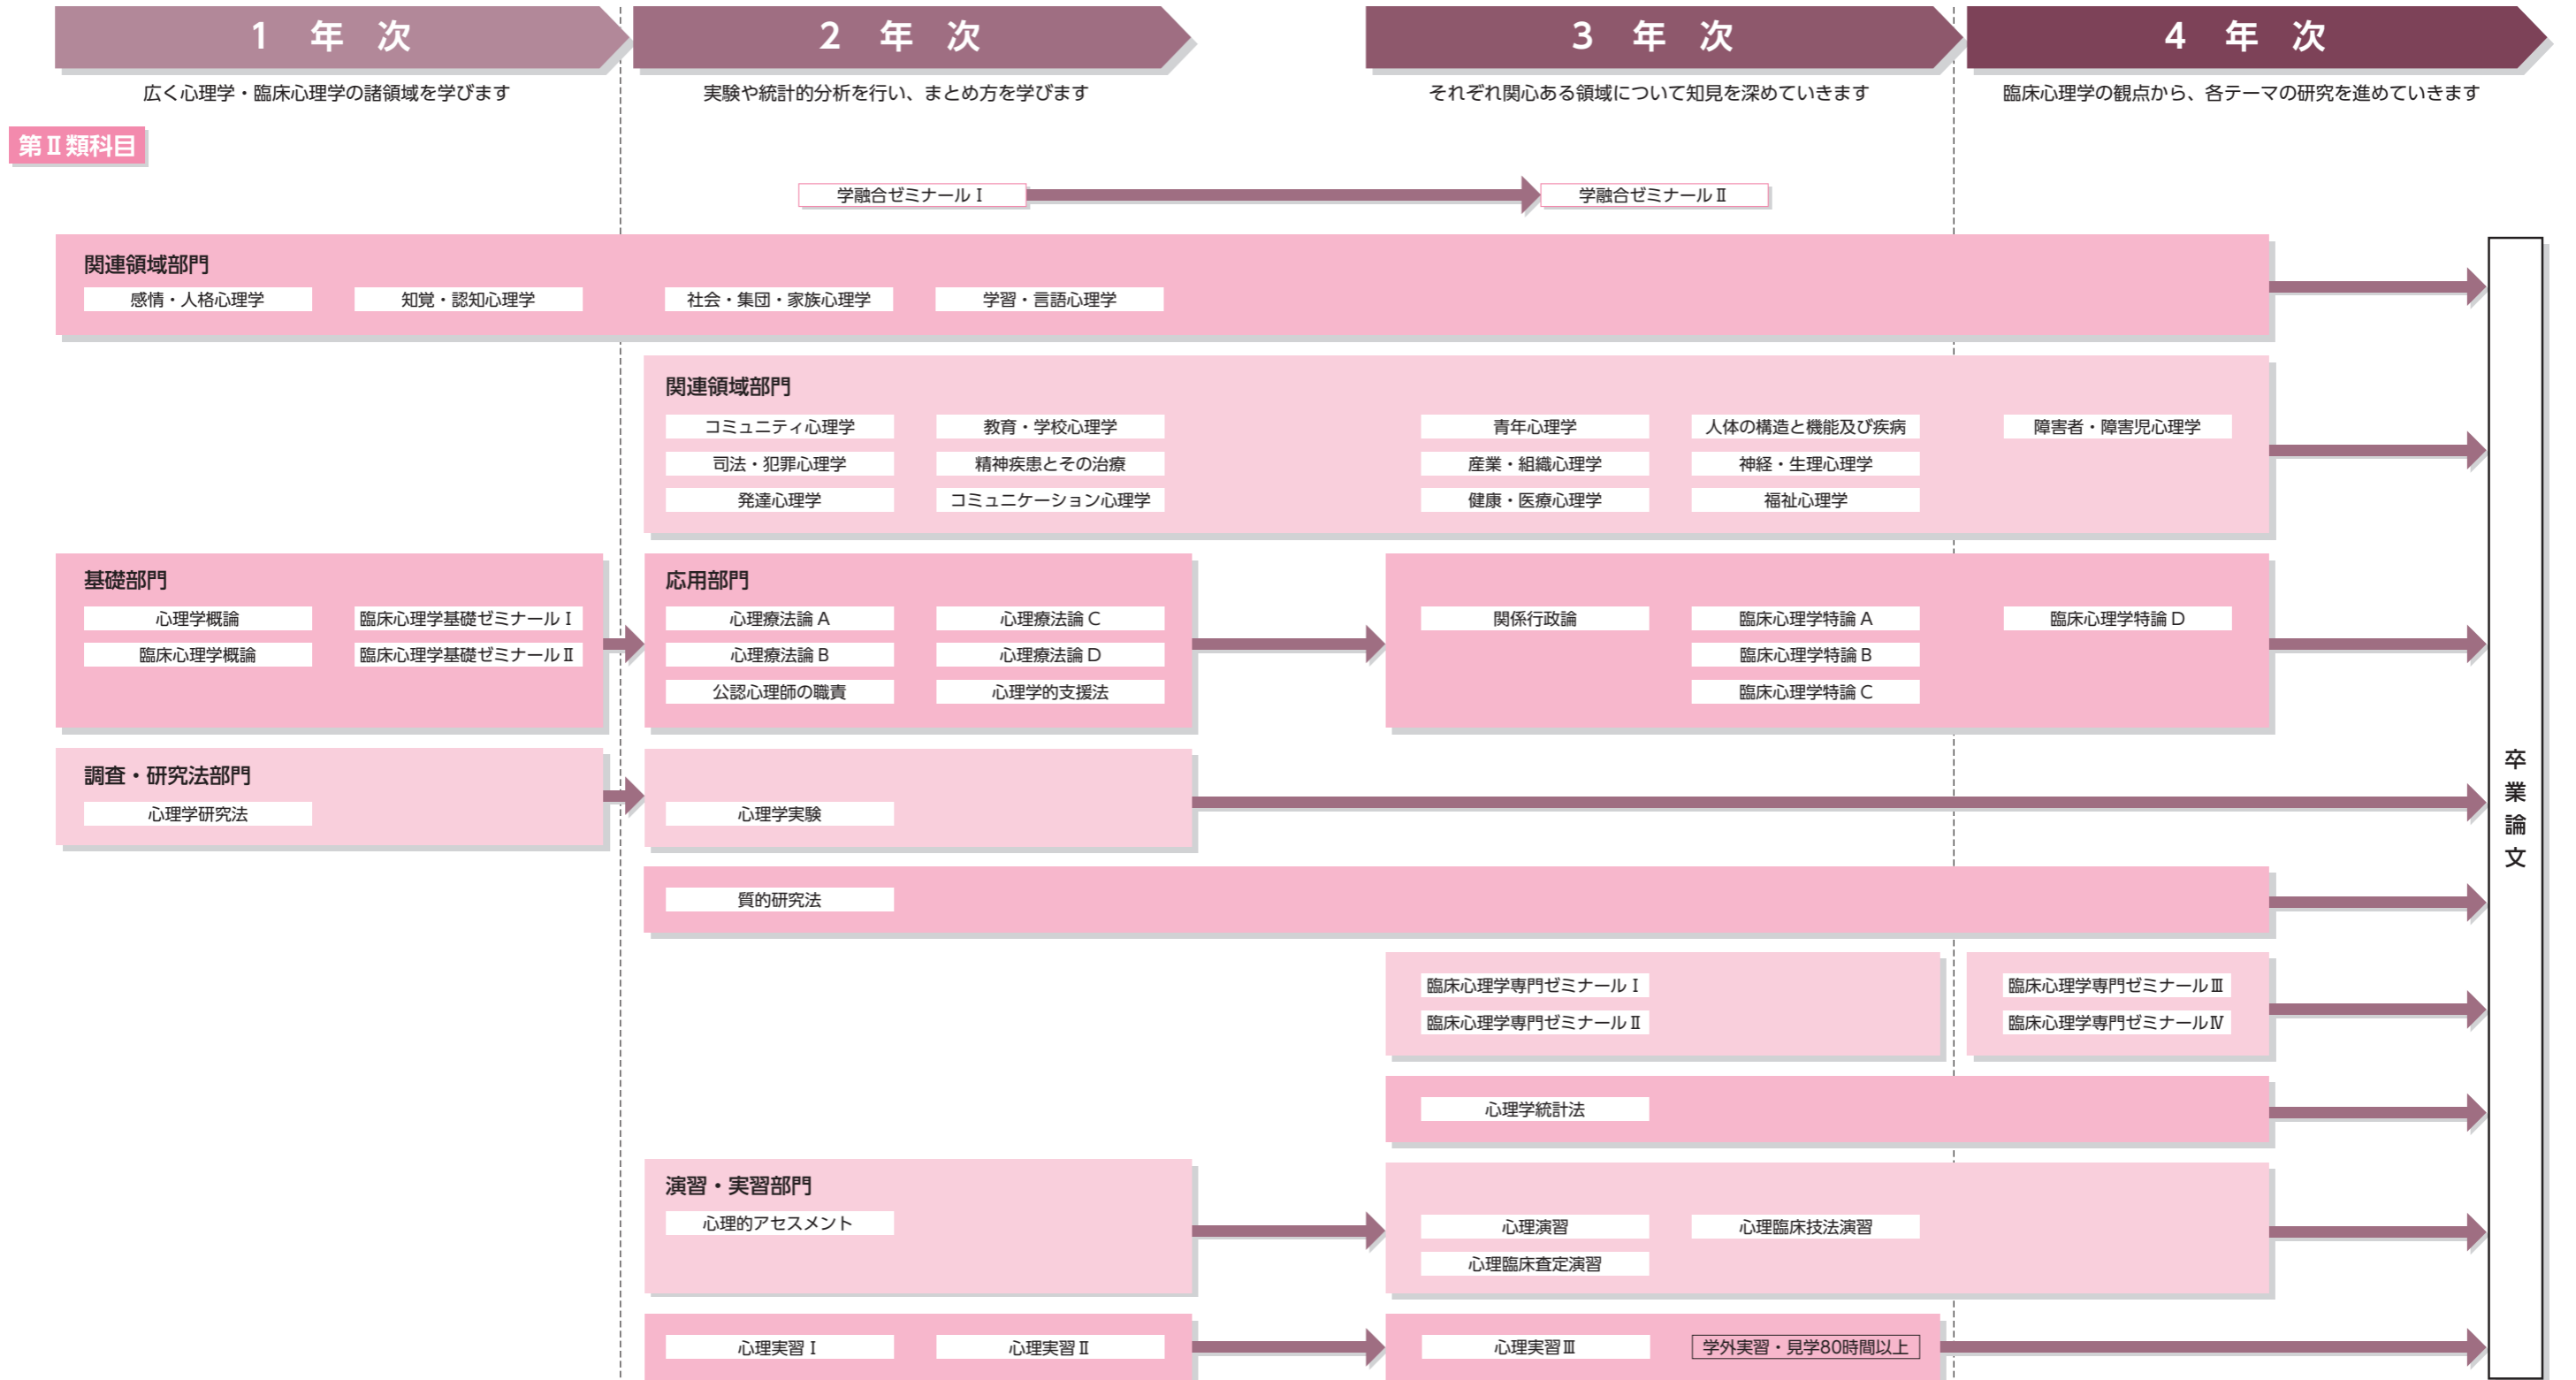 1 年 次
2 年 次
3 年 次
4 年 次
広く心理学・臨床心理学の諸領域を学びます
実験や統計的分析を行い、まとめ方を学びます
それぞれ関心ある領域について知見を深めていきます
臨床心理学の観点から、各テーマの研究を進めていきます
第Ⅱ類科目
学融合ゼミナールⅠ
学融合ゼミナールⅡ
関連領域部門
感情・人格心理学
知覚・認知心理学
社会・集団・家族心理学
学習・言語心理学
関連領域部門
コミュニティ心理学
教育・学校心理学
青年心理学
人体の構造と機能及び疾病
障害者・障害児心理学
司法・犯罪心理学
精神疾患とその治療
産業・組織心理学
神経・生理心理学
発達心理学
コミュニケーション心理学
健康・医療心理学
福祉心理学
基礎部門
心理学概論
臨床心理学基礎ゼミナールⅠ
臨床心理学概論
臨床心理学基礎ゼミナールⅡ
応用部門
心理療法論 A
心理療法論 C
心理療法論 B
心理療法論 D
公認心理師の職責
心理学的支援法
関係行政論
臨床心理学特論 A
臨床心理学特論 D
臨床心理学特論 B
臨床心理学特論 C
調査・研究法部門
心理学研究法
心理学実験
質的研究法
臨床心理学専門ゼミナールⅠ
臨床心理学専門ゼミナールⅡ
臨床心理学専門ゼミナールⅢ
臨床心理学専門ゼミナールⅣ
心理学統計法
演習・実習部門
心理的アセスメント
心理演習
心理臨床技法演習
心理臨床査定演習
心理実習Ⅰ
心理実習Ⅱ
心理実習Ⅲ
学外実習・見学80時間以上
卒業論文